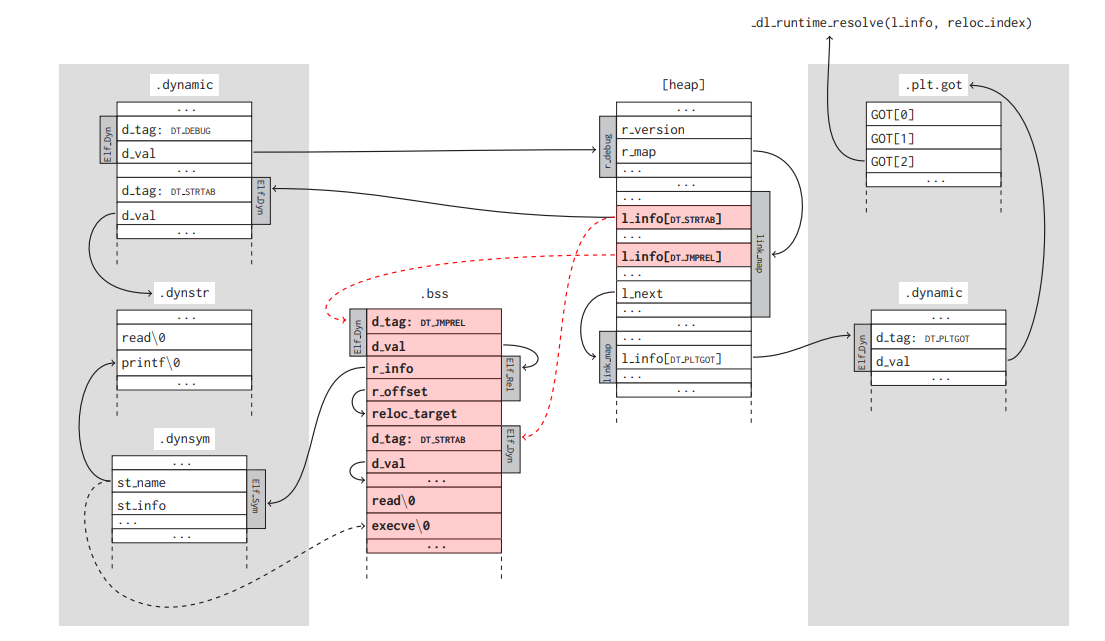 _dl_runtime_resolve(l_info, reloc_index)
.dynamic
...
Elf_Dyn
d_tag: DT_DEBUG
d_val
...
d_tag: DT_STRTAB
Elf_Dyn
d_val
...
.dynstr
...
read\0
printf\0
...
.dynsym
...
st_name
Elf_Sym
st_info
...
...
.bss
...
Elf_Dyn
d_tag: DT_JMPREL
d_val
r_info
Elf_Rel
r_offset
reloc_target
d_tag: DT_STRTAB
Elf_Dyn
d_val
...
read\0
execve\0
...
[heap]
...
r_debug
r_version
r_map
...
...
...
l_info[DT_STRTAB]
link_map
...
l_info[DT_JMPREL]
...
l_next
...
...
link_map
l_info[DT_PLTGOT]
...
...
.plt.got
GOT[0]
GOT[1]
GOT[2]
...
.dynamic
...
Elf_Dyn
d_tag: DT_PLTGOT
d_val
...